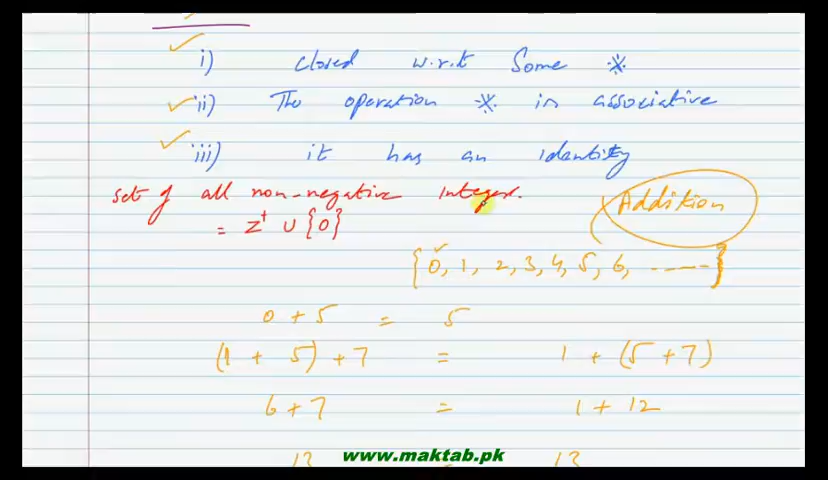 i) closed w.r.t Some *
ii) The operation * is associative
iii) it has an identity
set of all non-negative integers.
= Z⁺ ∪ {0}
Addition
{0, 1, 2, 3, 4, 5, 6, ------}
0 + 5 = 5
(1 + 5) + 7 = 1 + (5 + 7)
6 + 7 = 1 + 12
13 = 13
www.maktab.pk